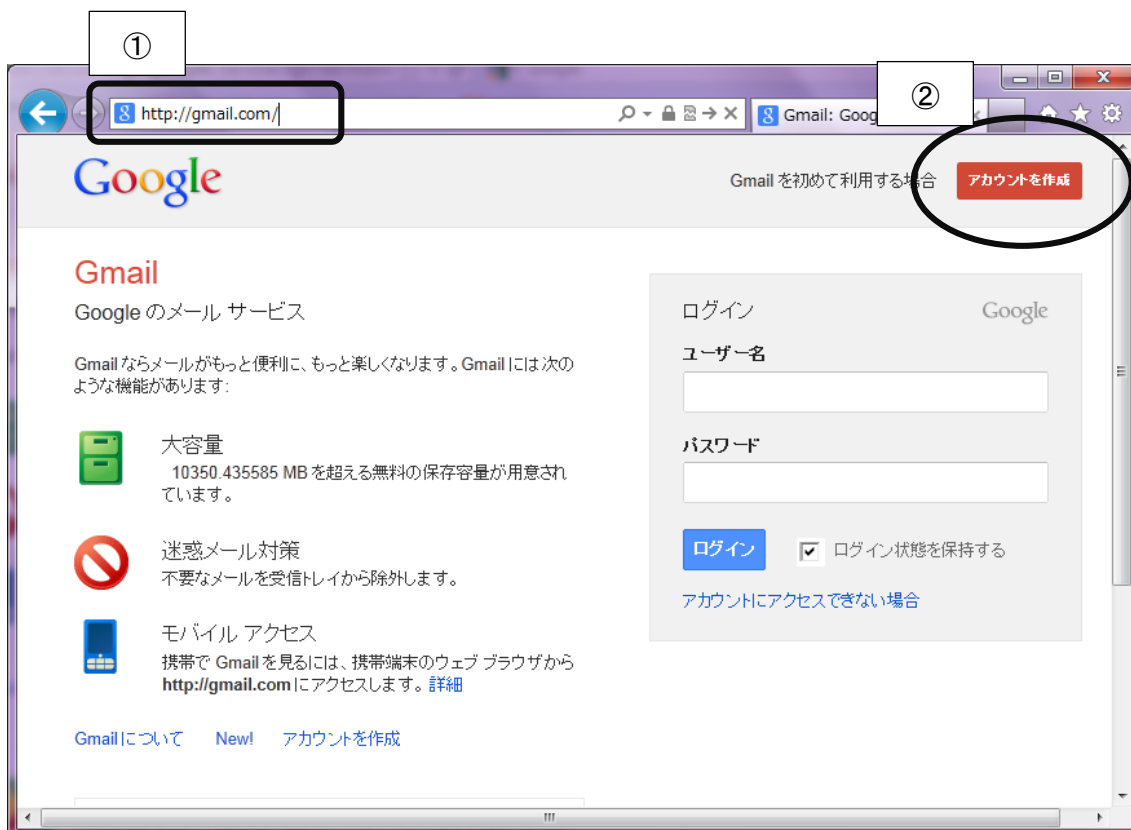 ①
②
http://gmail.com/
Gmail: Goog
Google
Gmail を初めて利用する場合
アカウントを作成
Gmail
Google のメール サービス
Gmail ならメールがもっと便利に、もっと楽しくなります。Gmail には次の
ような機能があります:
大容量
10350.435585 MB を超える無料の保存容量が用意され
ています。
迷惑メール対策
不要なメールを受信トレイから除外します。
モバイル アクセス
携帯で Gmail を見るには、携帯端末のウェブ ブラウザから
http://gmail.com にアクセスします。詳細
Gmail について New! アカウントを作成
ログイン Google
ユーザー名
パスワード
ログイン ログイン状態を保持する
アカウントにアクセスできない場合